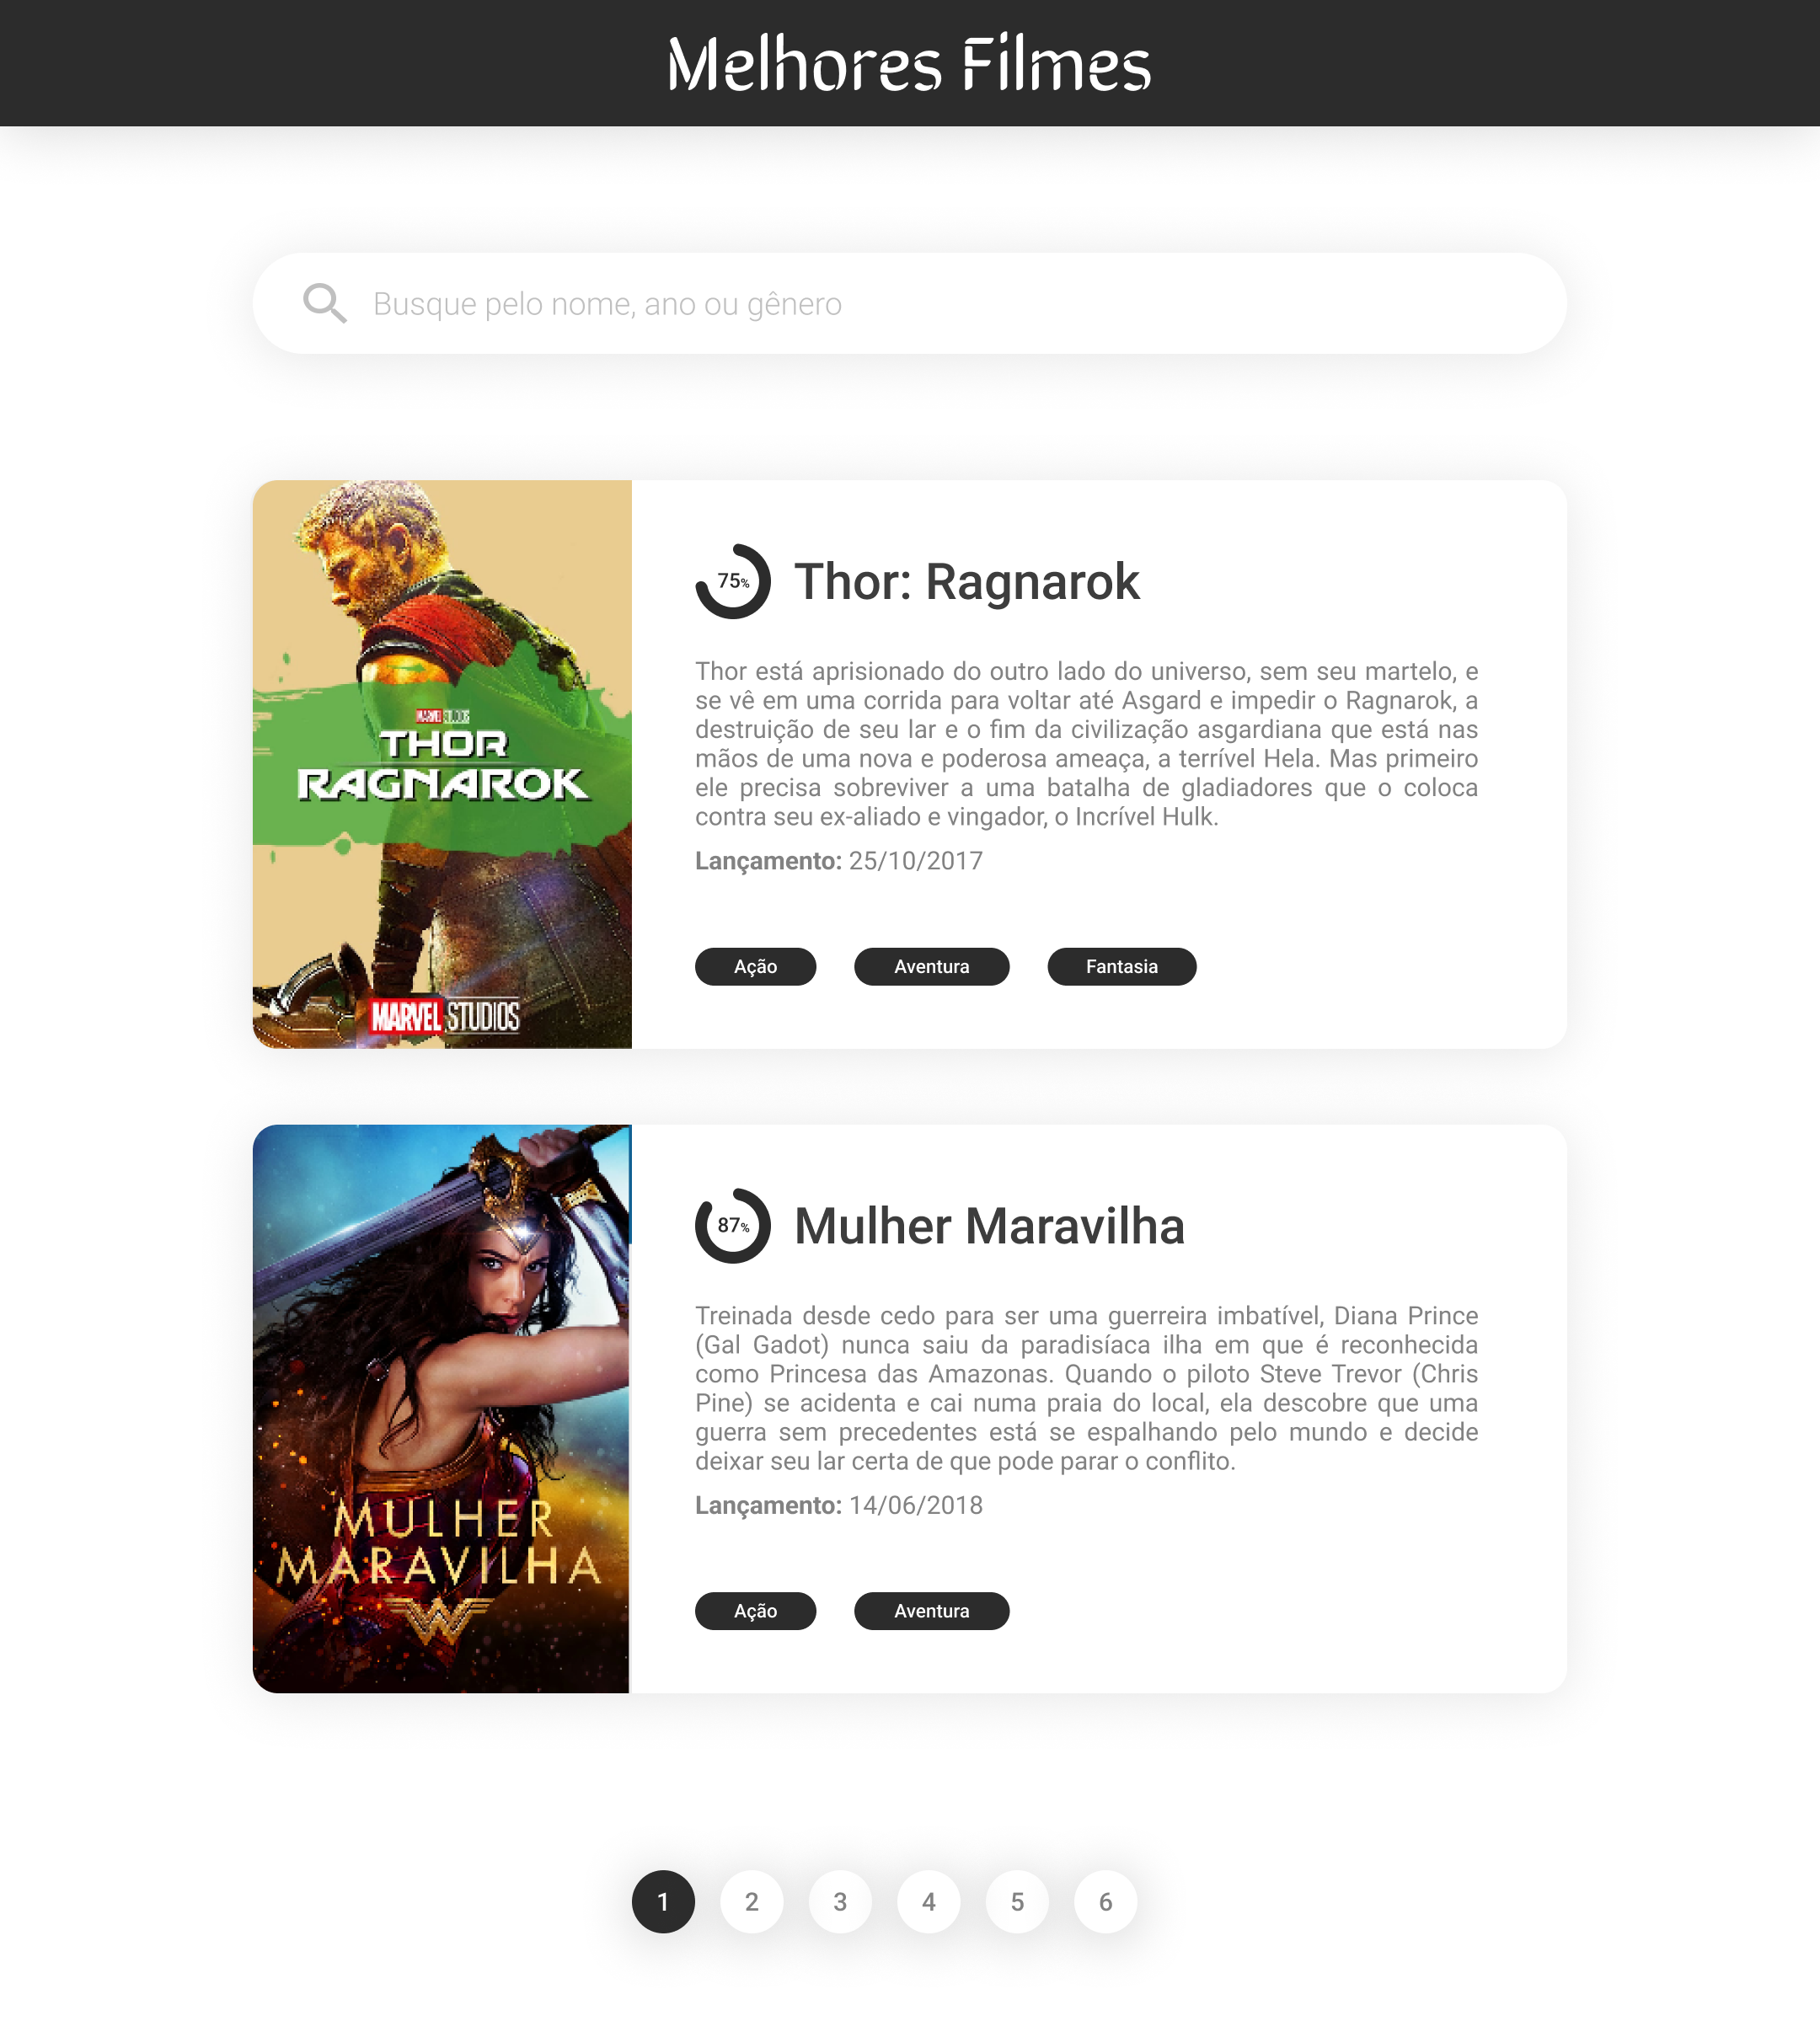 Melhores Filmes
Busque pelo nome, ano ou gênero
MARVEL STUDIOS
THOR
RAGNAROK
MARVEL STUDIOS
75%
Thor: Ragnarok
Thor está aprisionado do outro lado do universo, sem seu martelo, e
se vê em uma corrida para voltar até Asgard e impedir o Ragnarok, a
destruição de seu lar e o fim da civilização asgardiana que está nas
mãos de uma nova e poderosa ameaça, a terrível Hela. Mas primeiro
ele precisa sobreviver a uma batalha de gladiadores que o coloca
contra seu ex-aliado e vingador, o Incrível Hulk.
Lançamento: 25/10/2017
Ação
Aventura
Fantasia
MULHER
MARAVILHA
87%
Mulher Maravilha
Treinada desde cedo para ser uma guerreira imbatível, Diana Prince
(Gal Gadot) nunca saiu da paradisíaca ilha em que é reconhecida
como Princesa das Amazonas. Quando o piloto Steve Trevor (Chris
Pine) se acidenta e cai numa praia do local, ela descobre que uma
guerra sem precedentes está se espalhando pelo mundo e decide
deixar seu lar certa de que pode parar o conflito.
Lançamento: 14/06/2018
Ação
Aventura
1 2 3 4 5 6